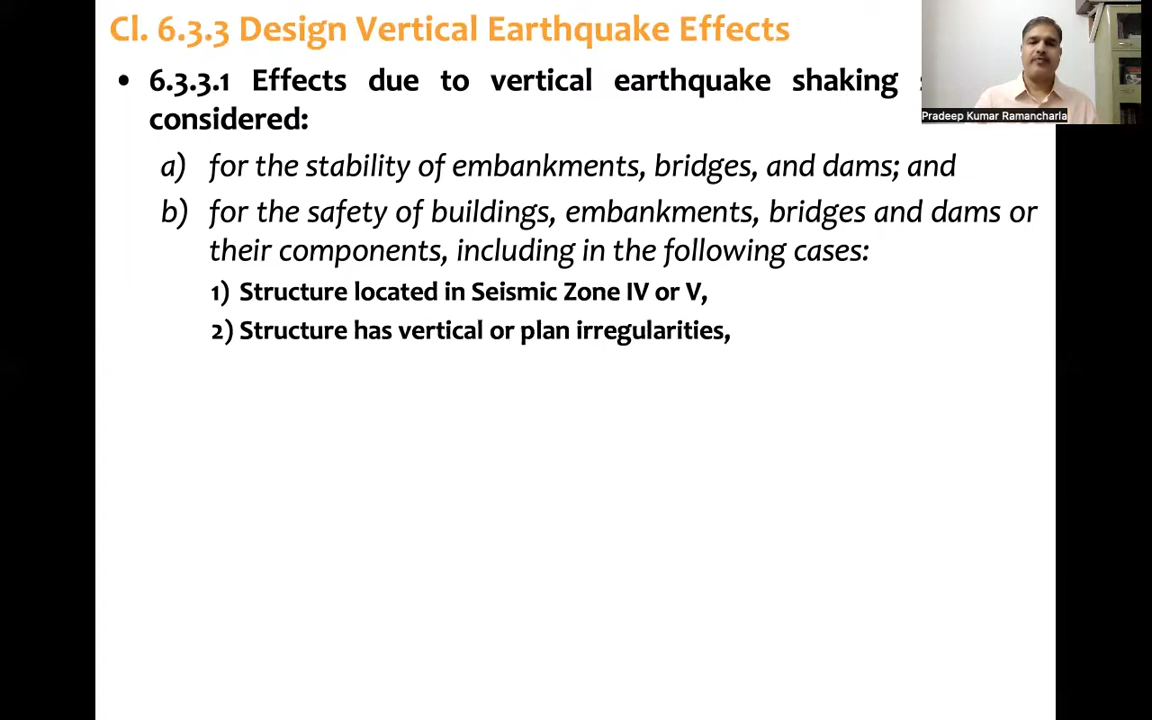 Cl. 6.3.3 Design Vertical Earthquake Effects
• 6.3.3.1 Effects due to vertical earthquake shaking
considered:
a) for the stability of embankments, bridges, and dams; and
b) for the safety of buildings, embankments, bridges and dams or
their components, including in the following cases:
1) Structure located in Seismic Zone IV or V,
2) Structure has vertical or plan irregularities,
Pradeep Kumar Ramancharla